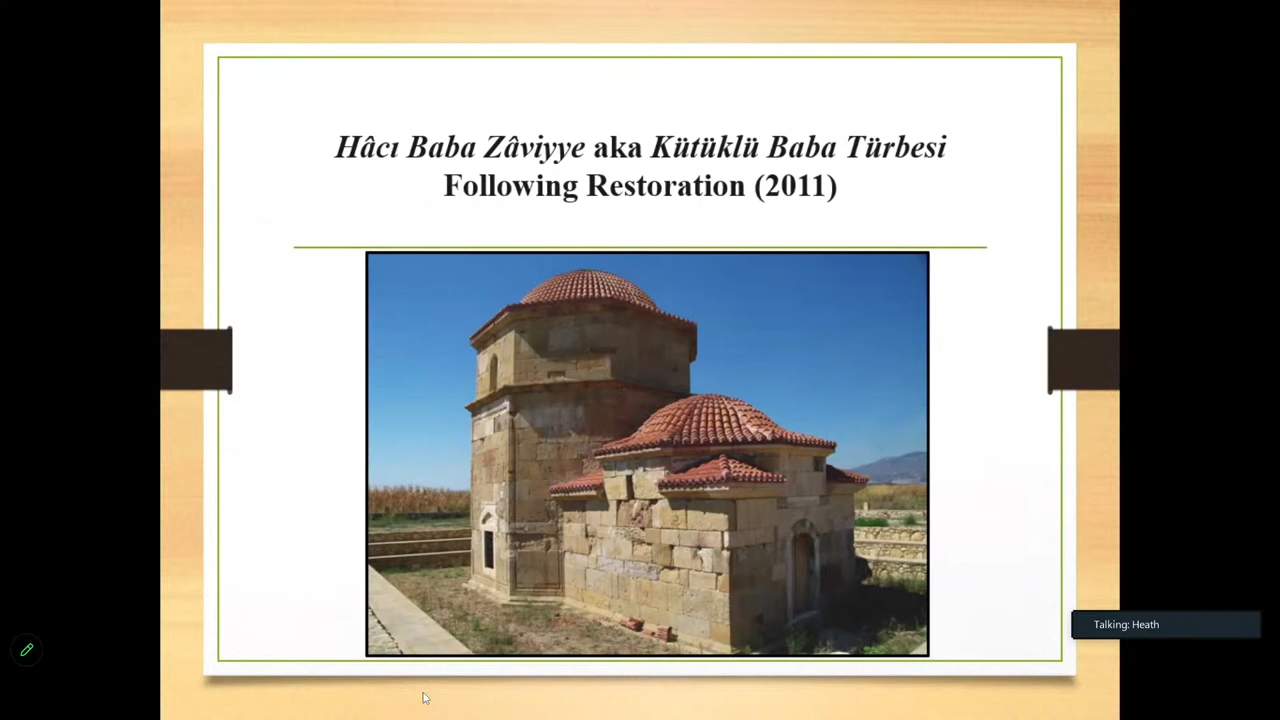 Hâcı Baba Zâviyye aka Kütüklü Baba Türbesi
Following Restoration (2011)
Talking: Heath